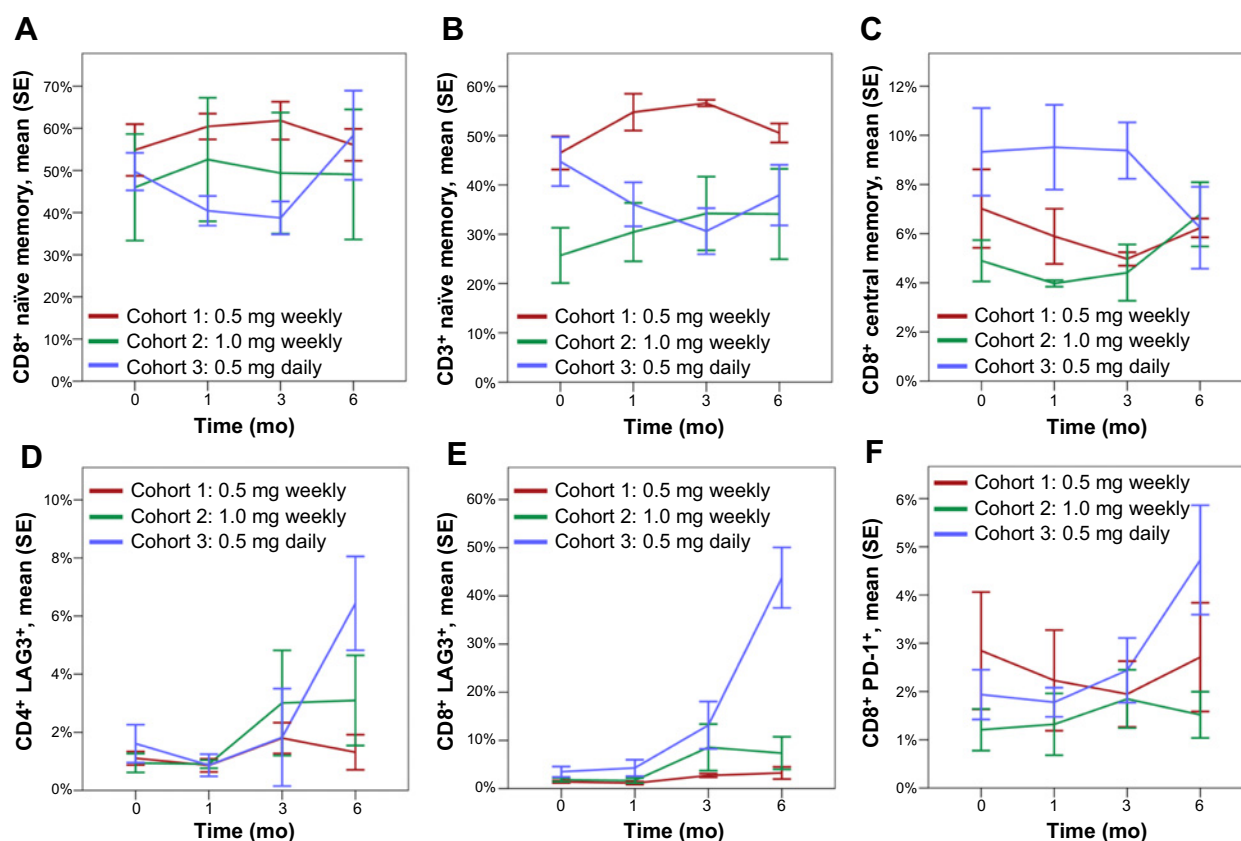 A
CD8⁺ naïve memory, mean (SE)
70%
60%
50%
40%
30%
20%
10%
0%
Cohort 1: 0.5 mg weekly
Cohort 2: 1.0 mg weekly
Cohort 3: 0.5 mg daily
0 1 3 6
Time (mo)
B
CD3⁺ naïve memory, mean (SE)
60%
50%
40%
30%
20%
10%
0%
Cohort 1: 0.5 mg weekly
Cohort 2: 1.0 mg weekly
Cohort 3: 0.5 mg daily
0 1 3 6
Time (mo)
C
CD8⁺ central memory, mean (SE)
12%
10%
8%
6%
4%
2%
0%
Cohort 1: 0.5 mg weekly
Cohort 2: 1.0 mg weekly
Cohort 3: 0.5 mg daily
0 1 3 6
Time (mo)
D
CD4⁺ LAG3⁺, mean (SE)
10%
8%
6%
4%
2%
0%
Cohort 1: 0.5 mg weekly
Cohort 2: 1.0 mg weekly
Cohort 3: 0.5 mg daily
0 1 3 6
Time (mo)
E
CD8⁺ LAG3⁺, mean (SE)
60%
50%
40%
30%
20%
10%
0%
Cohort 1: 0.5 mg weekly
Cohort 2: 1.0 mg weekly
Cohort 3: 0.5 mg daily
0 1 3 6
Time (mo)
F
CD8⁺ PD-1⁺, mean (SE)
6%
5%
4%
3%
2%
1%
0%
Cohort 1: 0.5 mg weekly
Cohort 2: 1.0 mg weekly
Cohort 3: 0.5 mg daily
0 1 3 6
Time (mo)